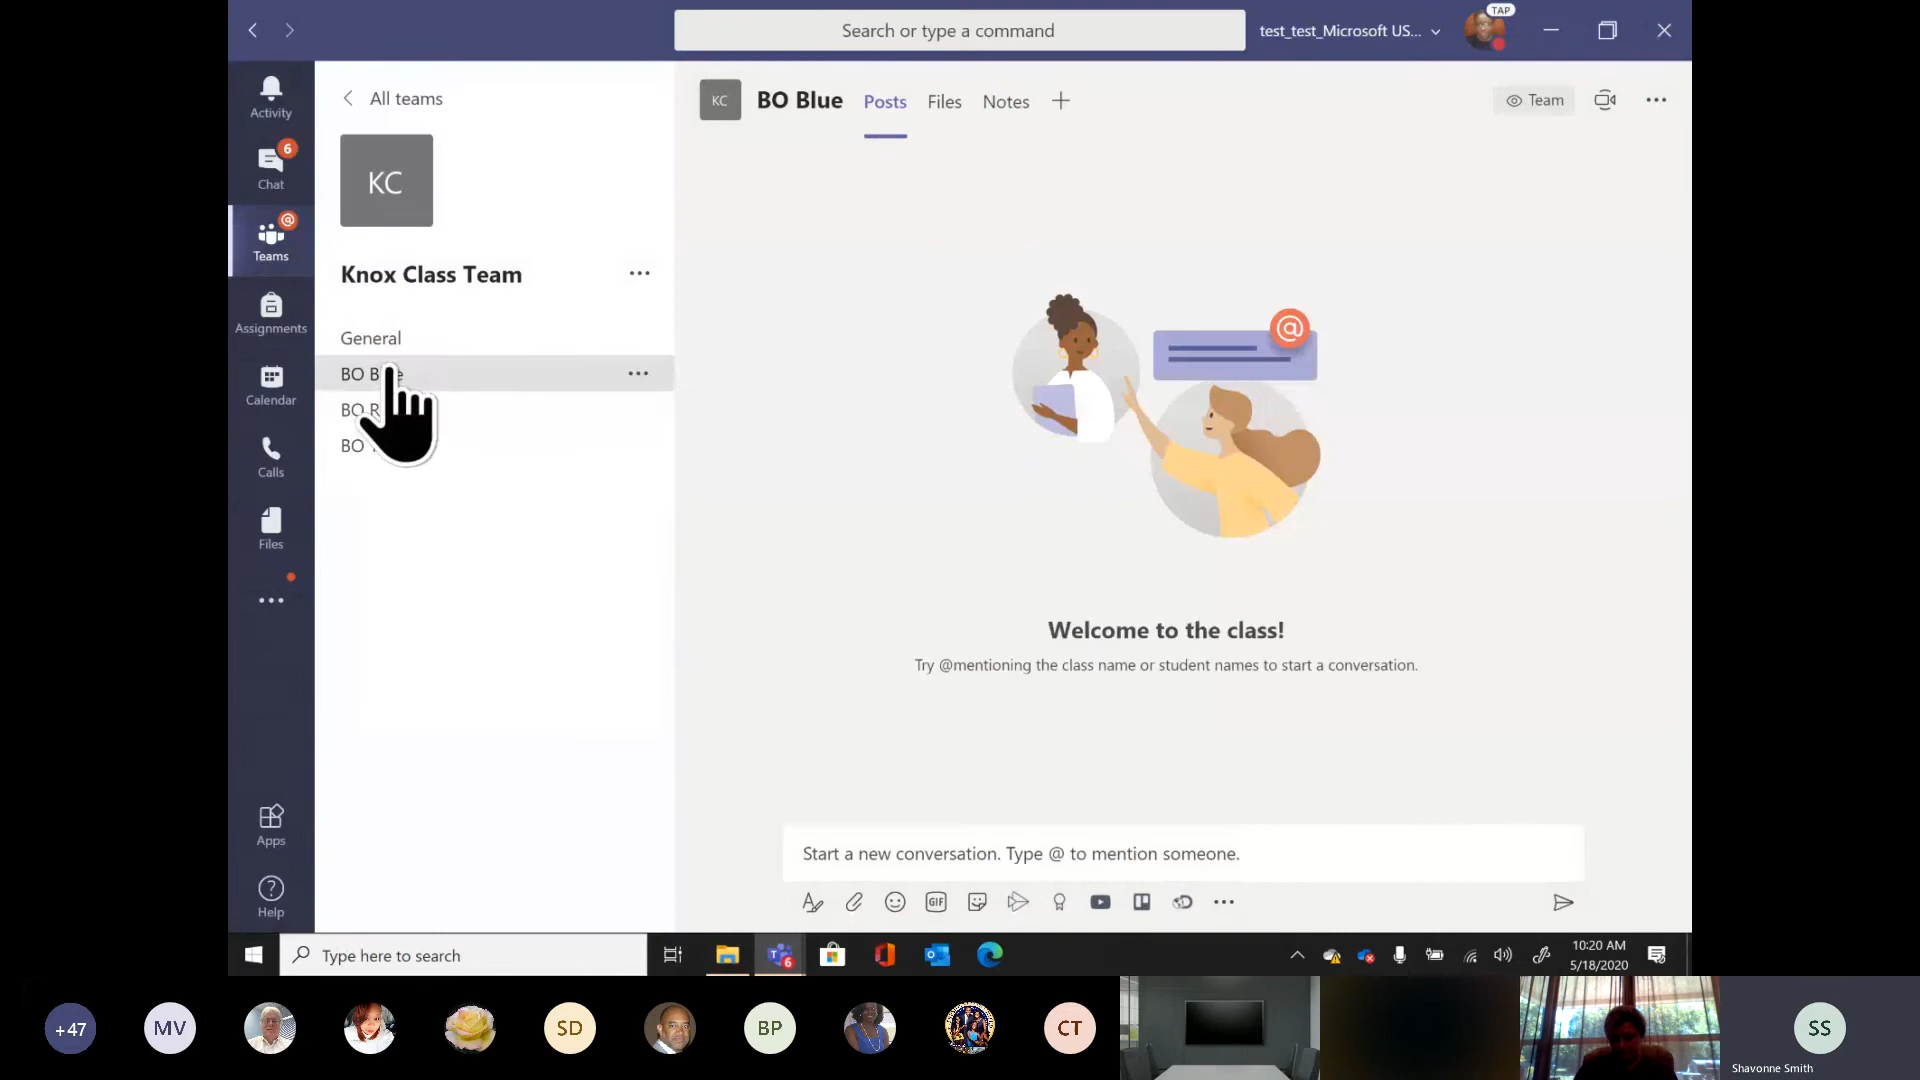 Search or type a command
test_test_Microsoft US...
TAP
Activity
6
Chat
@
Teams
Assignments
Calendar
Calls
Files
Apps
Help
All teams
KC
Knox Class Team
General
BO
BO
BO
KC
BO Blue
Posts
Files
Notes
Team
@
Welcome to the class!
Try @mentioning the class name or student names to start a conversation.
Start a new conversation. Type @ to mention someone.
GIF
Type here to search
6
10:20 AM
5/18/2020
+47
MV
SD
BP
CT
SS
Shavonne Smith